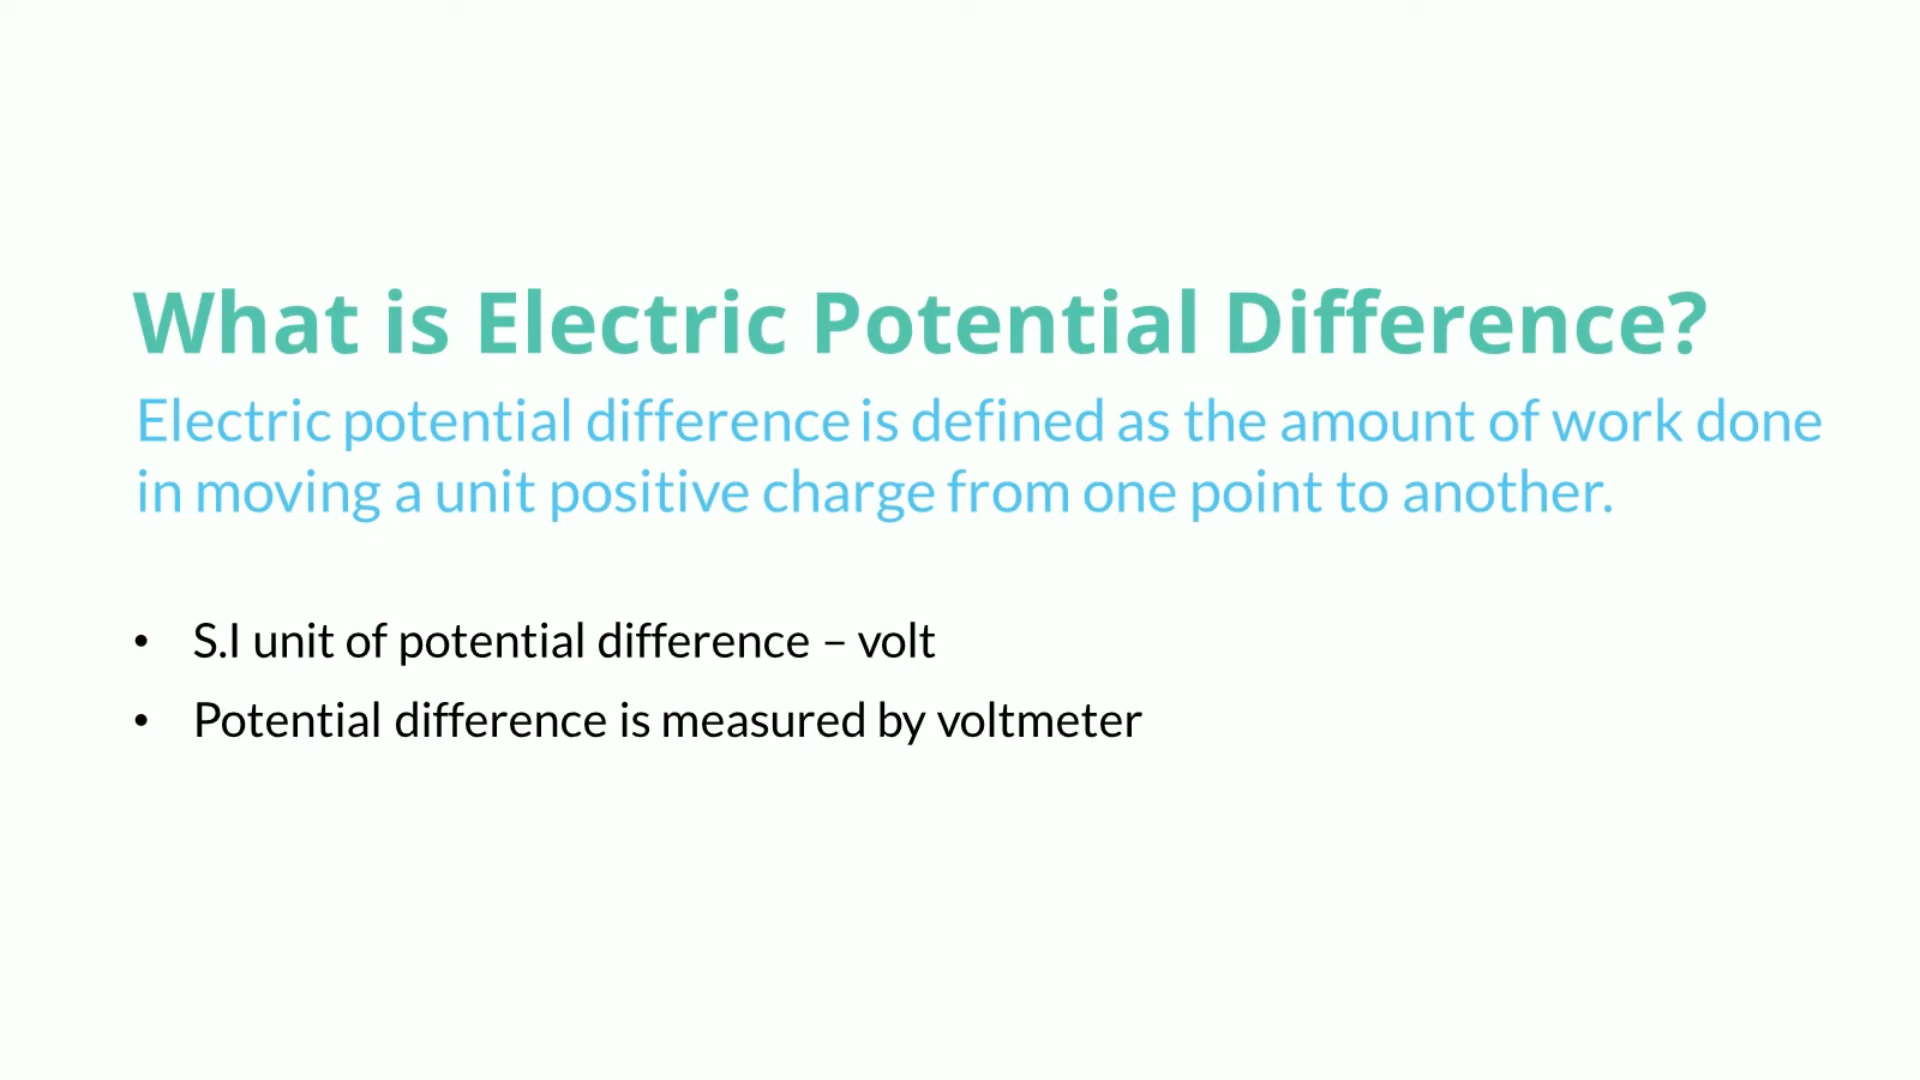 What is Electric Potential Difference?
Electric potential difference is defined as the amount of work done
in moving a unit positive charge from one point to another.
• S.I unit of potential difference – volt
• Potential difference is measured by voltmeter